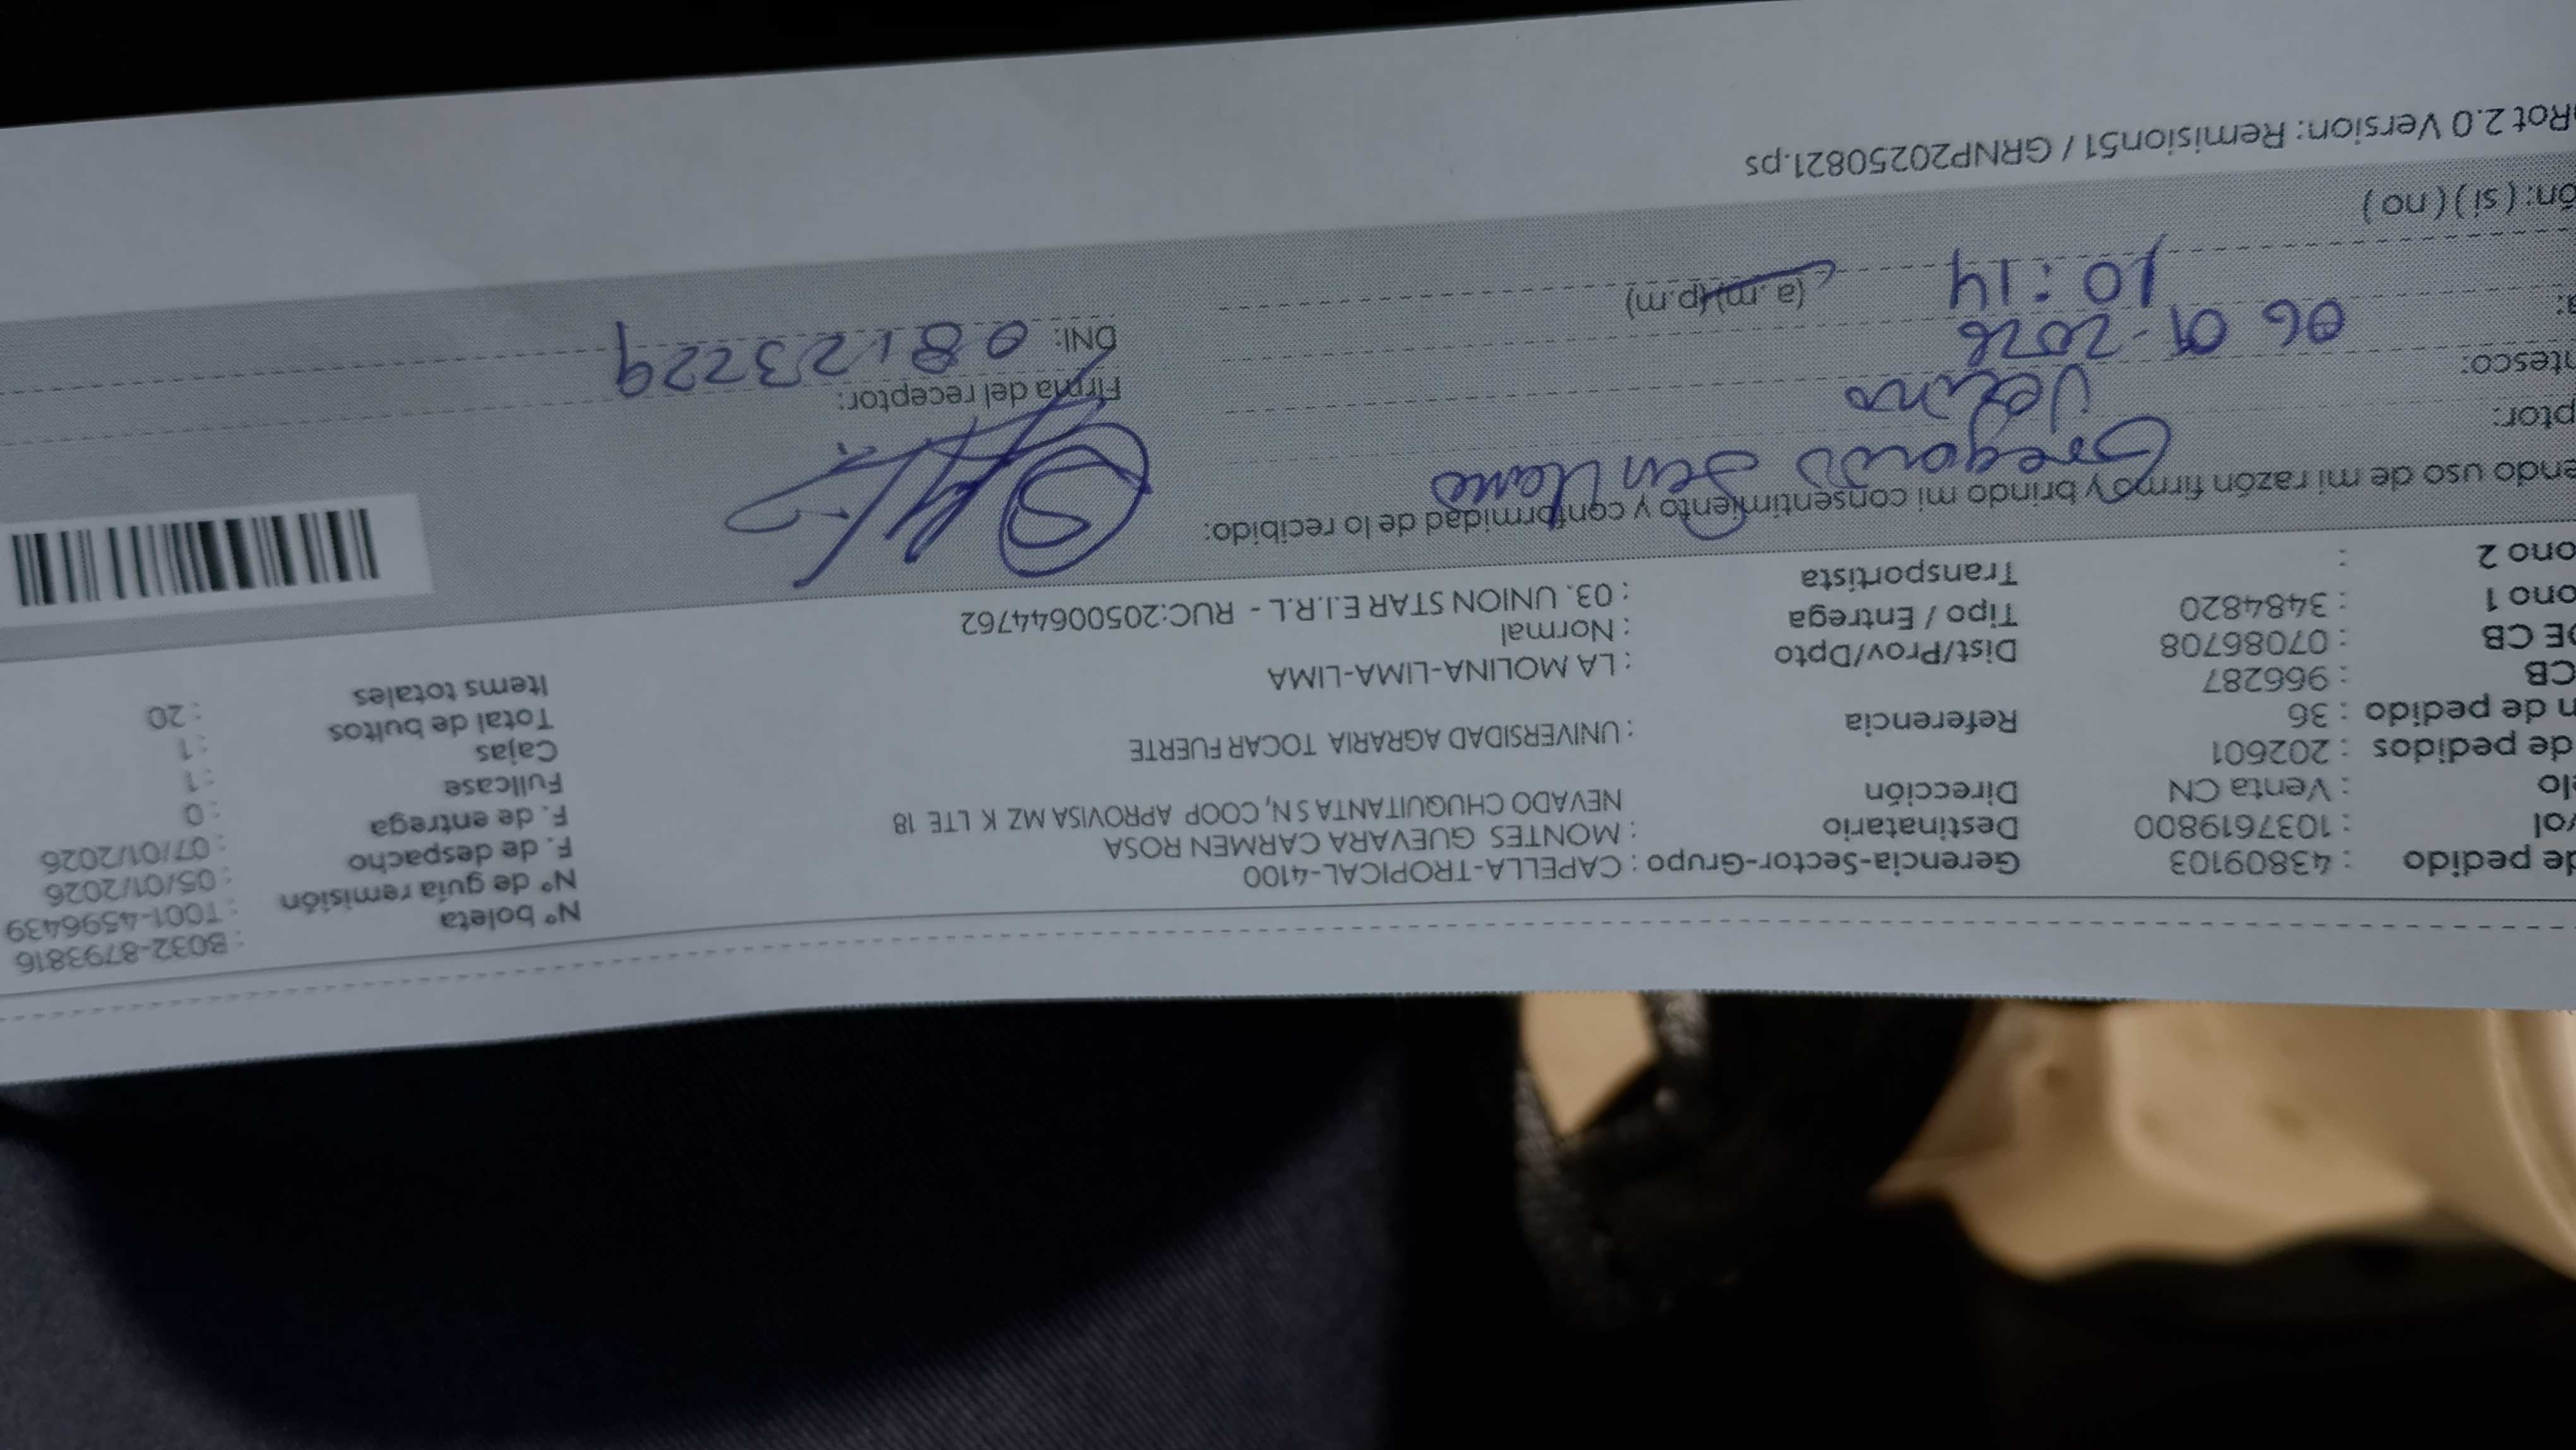 de pedido : 43809103 Gerencia-Sector-Grupo : CAPELLA-TROPICAL-4100 Nº boleta : B032-8793816
rol : 1037619800 Destinatario : MONTES GUEVARA CARMEN ROSA Nº de guía remisión : T001-4596439
elo : Venta CN Dirección NEVADO CHUQUITANTA SN, COOP APROVISA MZ K LTE 18 F. de despacho : 05/01/2026
de pedidos : 202601 F. de entrega : 07/01/2026
n de pedido : 36 Referencia : UNIVERSIDAD AGRARIA TOCAR FUERTE Fullcase : 0
CB : 966287 Cajas : 1
DE CB : 07086708 Dist/Prov/Dpto : LA MOLINA-LIMA-LIMA Total de bultos : 1
ono 1 : 3484820 Tipo / Entrega : Normal Items totales : 20
ono 2 : Transportista : 03. UNION STAR E.I.R.L - RUC:20500644762
endo uso de mi razón firmo y brindo mi consentimiento y conformidad de lo recibido:
ptor: Gregorio
ntesco: Vecino Firma del receptor:
a: 06 01-2026 DNI: 08123229
10:14 (a.m)(p.m)
ón: ( si ) ( no )
Rot 2.0 Version: Remision51 / GRNP20250821.ps